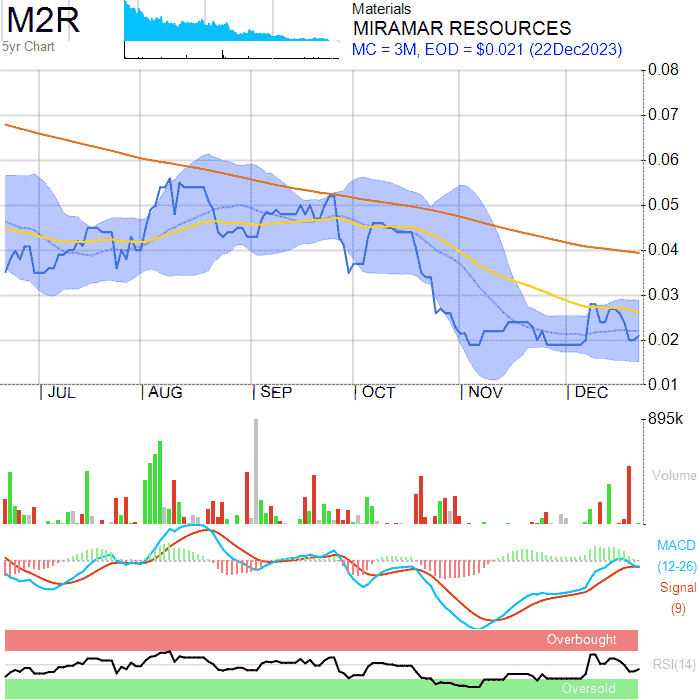 M2R
5yr Chart
Materials
MIRAMAR RESOURCES
MC = 3M, EOD = $0.021 (22Dec2023)
0.08
0.07
0.06
0.05
0.04
0.03
0.02
0.01
JUL AUG SEP OCT NOV DEC
895k
Volume
MACD
(12-26)
Signal
(9)
Overbought
RSI(14)
Oversold